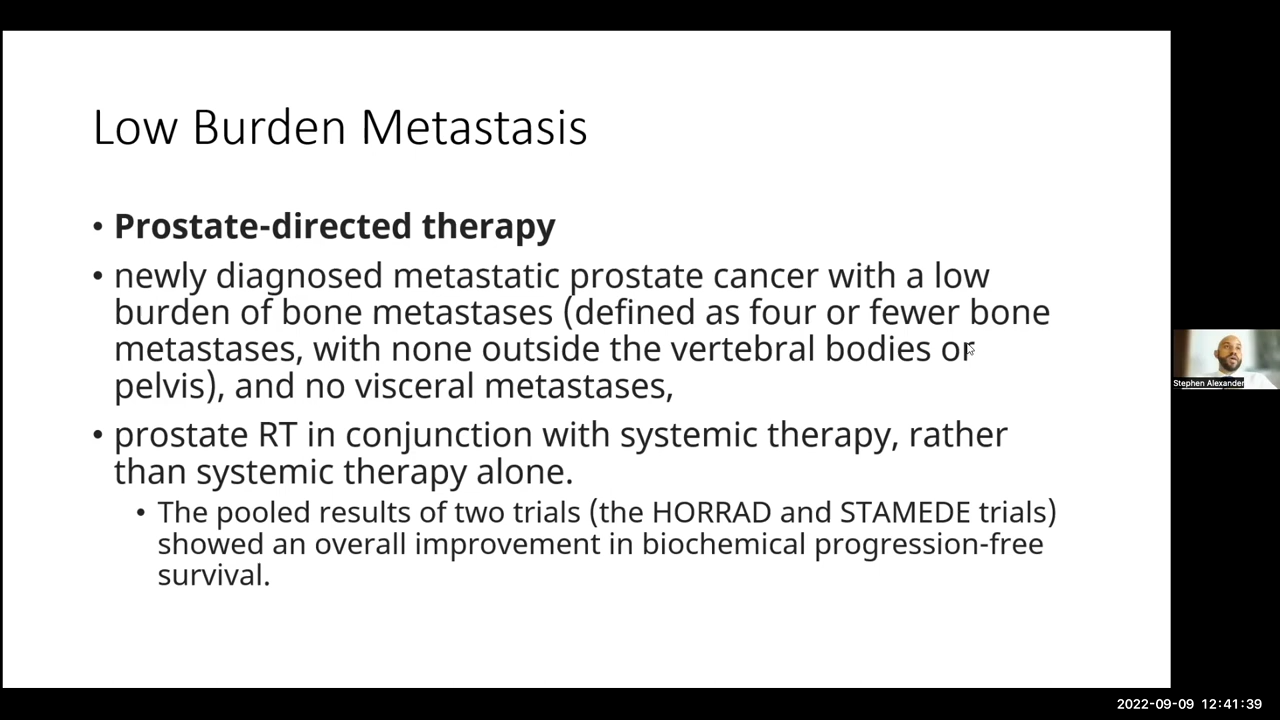 Low Burden Metastasis
• Prostate-directed therapy
• newly diagnosed metastatic prostate cancer with a low
burden of bone metastases (defined as four or fewer bone
metastases, with none outside the vertebral bodies or
pelvis), and no visceral metastases,
• prostate RT in conjunction with systemic therapy, rather
than systemic therapy alone.
• The pooled results of two trials (the HORRAD and STAMEDE trials)
showed an overall improvement in biochemical progression-free
survival.
Stephen Alexander
2022-09-09 12:41:39